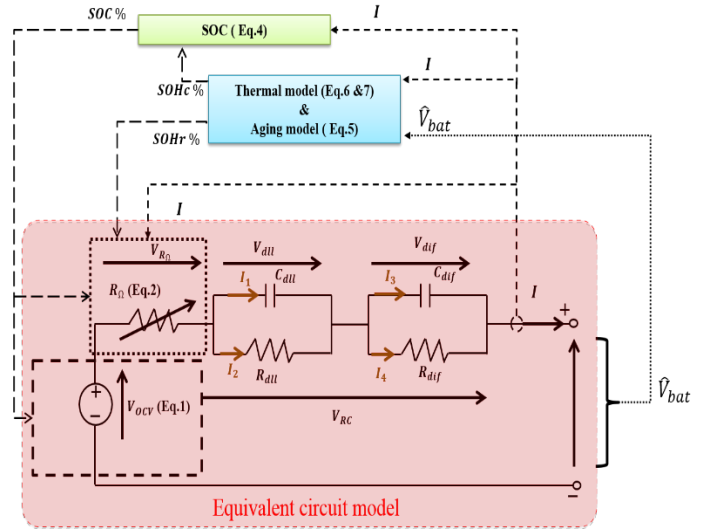 SOC %
SOC ( Eq.4)
I
SOHc %
Thermal model (Eq.6 &7)
&
Aging model ( Eq.5)
I
SOHr %
V̂bat
I
VRΩ
Vdll
Vdif
RΩ (Eq.2)
I1
Cdll
I3
Cdif
I
+
I2
Rdll
I4
Rdif
+
−
VOCV (Eq.1)
VRC
V̂bat
−
Equivalent circuit model